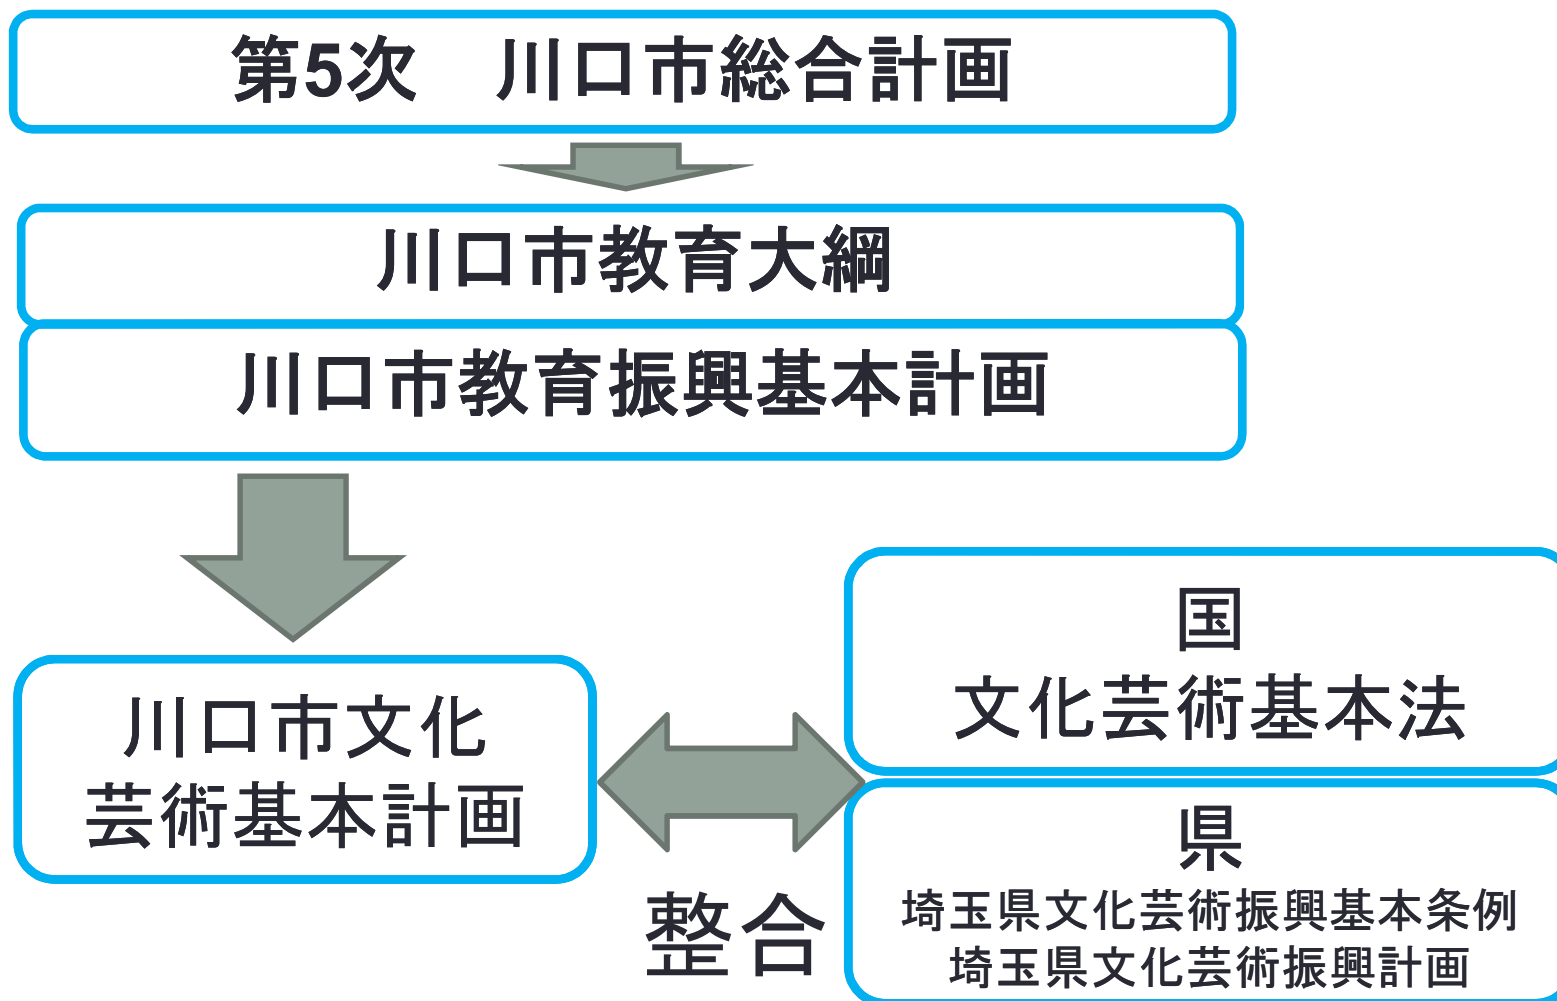 第5次　川口市総合計画
川口市教育大綱
川口市教育振興基本計画
川口市文化
芸術基本計画
整合
国
文化芸術基本法
県
埼玉県文化芸術振興基本条例
埼玉県文化芸術振興計画